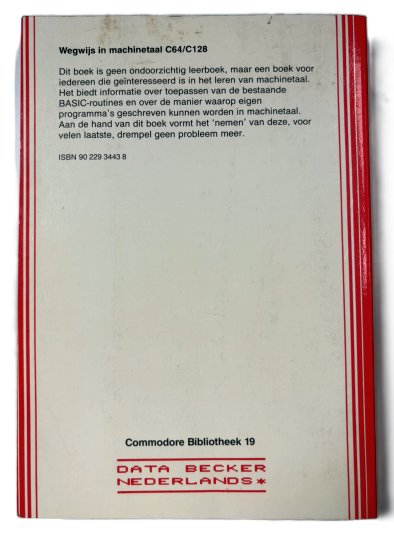 Wegwijs in machinetaal C64/C128
Dit boek is geen ondoorzichtig leerboek, maar een boek voor
iedereen die geïnteresseerd is in het leren van machinetaal.
Het biedt informatie over toepassen van de bestaande
BASIC-routines en over de manier waarop eigen
programma's geschreven kunnen worden in machinetaal.
Aan de hand van dit boek vormt het 'nemen' van deze, voor
velen laatste, drempel geen probleem meer.
ISBN 90 229 3443 8
Commodore Bibliotheek 19
DATA BECKER
NEDERLANDS*